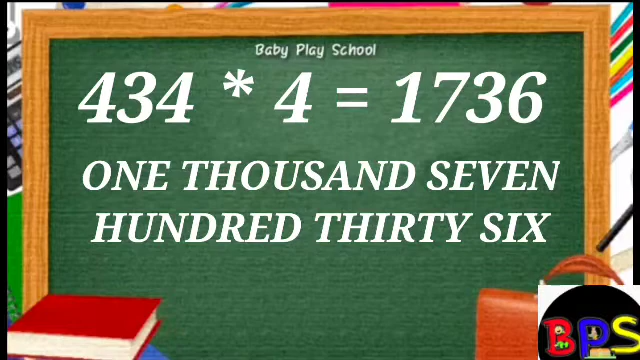 Baby Play School
434 * 4 = 1736
ONE THOUSAND SEVEN
HUNDRED THIRTY SIX
BPS